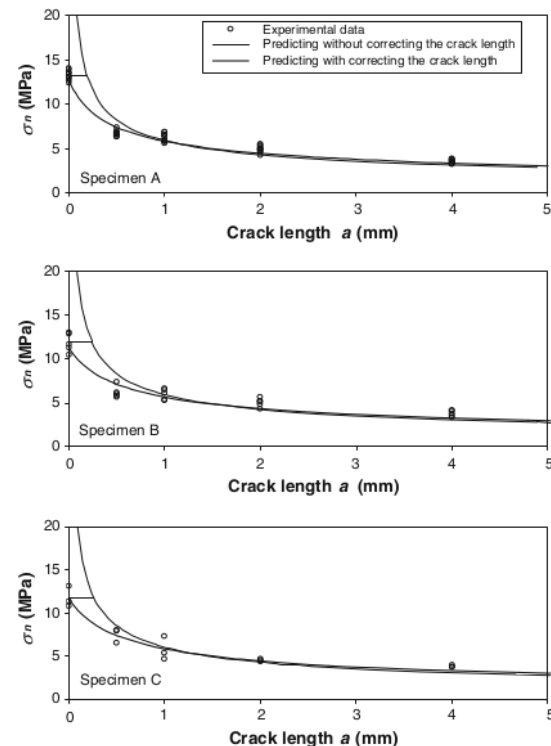 20
15
10
5
0
σn (MPa)
Experimental data
Predicting without correcting the crack length
Predicting with correcting the crack length
Specimen A
0 1 2 3 4 5
Crack length a (mm)
20
15
10
5
0
σn (MPa)
Specimen B
0 1 2 3 4 5
Crack length a (mm)
20
15
10
5
0
σn (MPa)
Specimen C
0 1 2 3 4 5
Crack length a (mm)